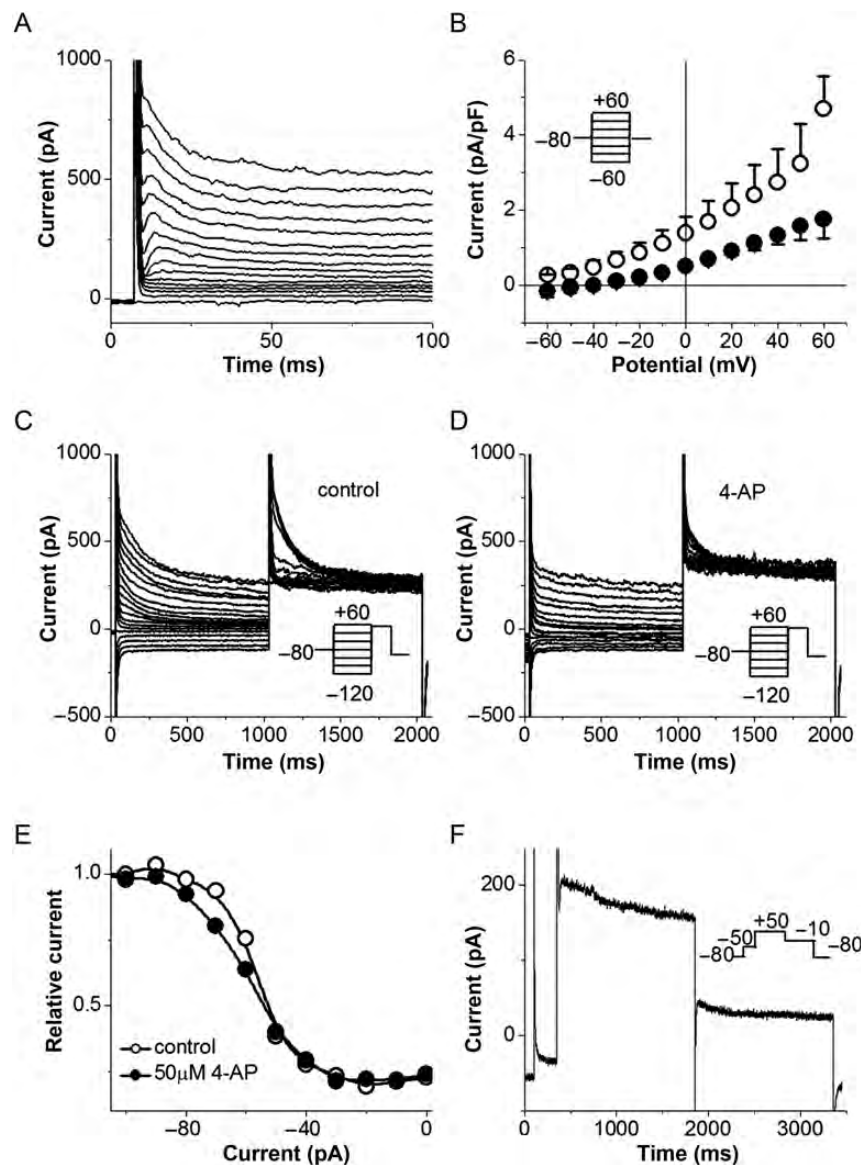 A
1000
500
0
Current (pA)
0 50 100
Time (ms)
B
6
4
2
0
Current (pA/pF)
+60
−80
−60
−60 −40 −20 0 20 40 60
Potential (mV)
C
1000
500
0
−500
Current (pA)
control
+60
−80
−120
0 500 1000 1500 2000
Time (ms)
D
1000
500
0
−500
Current (pA)
4-AP
+60
−80
−120
0 500 1000 1500 2000
Time (ms)
E
1.0
0.5
Relative current
control
50μM 4-AP
−80 −40 0
Current (pA)
F
200
0
Current (pA)
+50
−50 −10
−80 −80
0 1000 2000 3000
Time (ms)